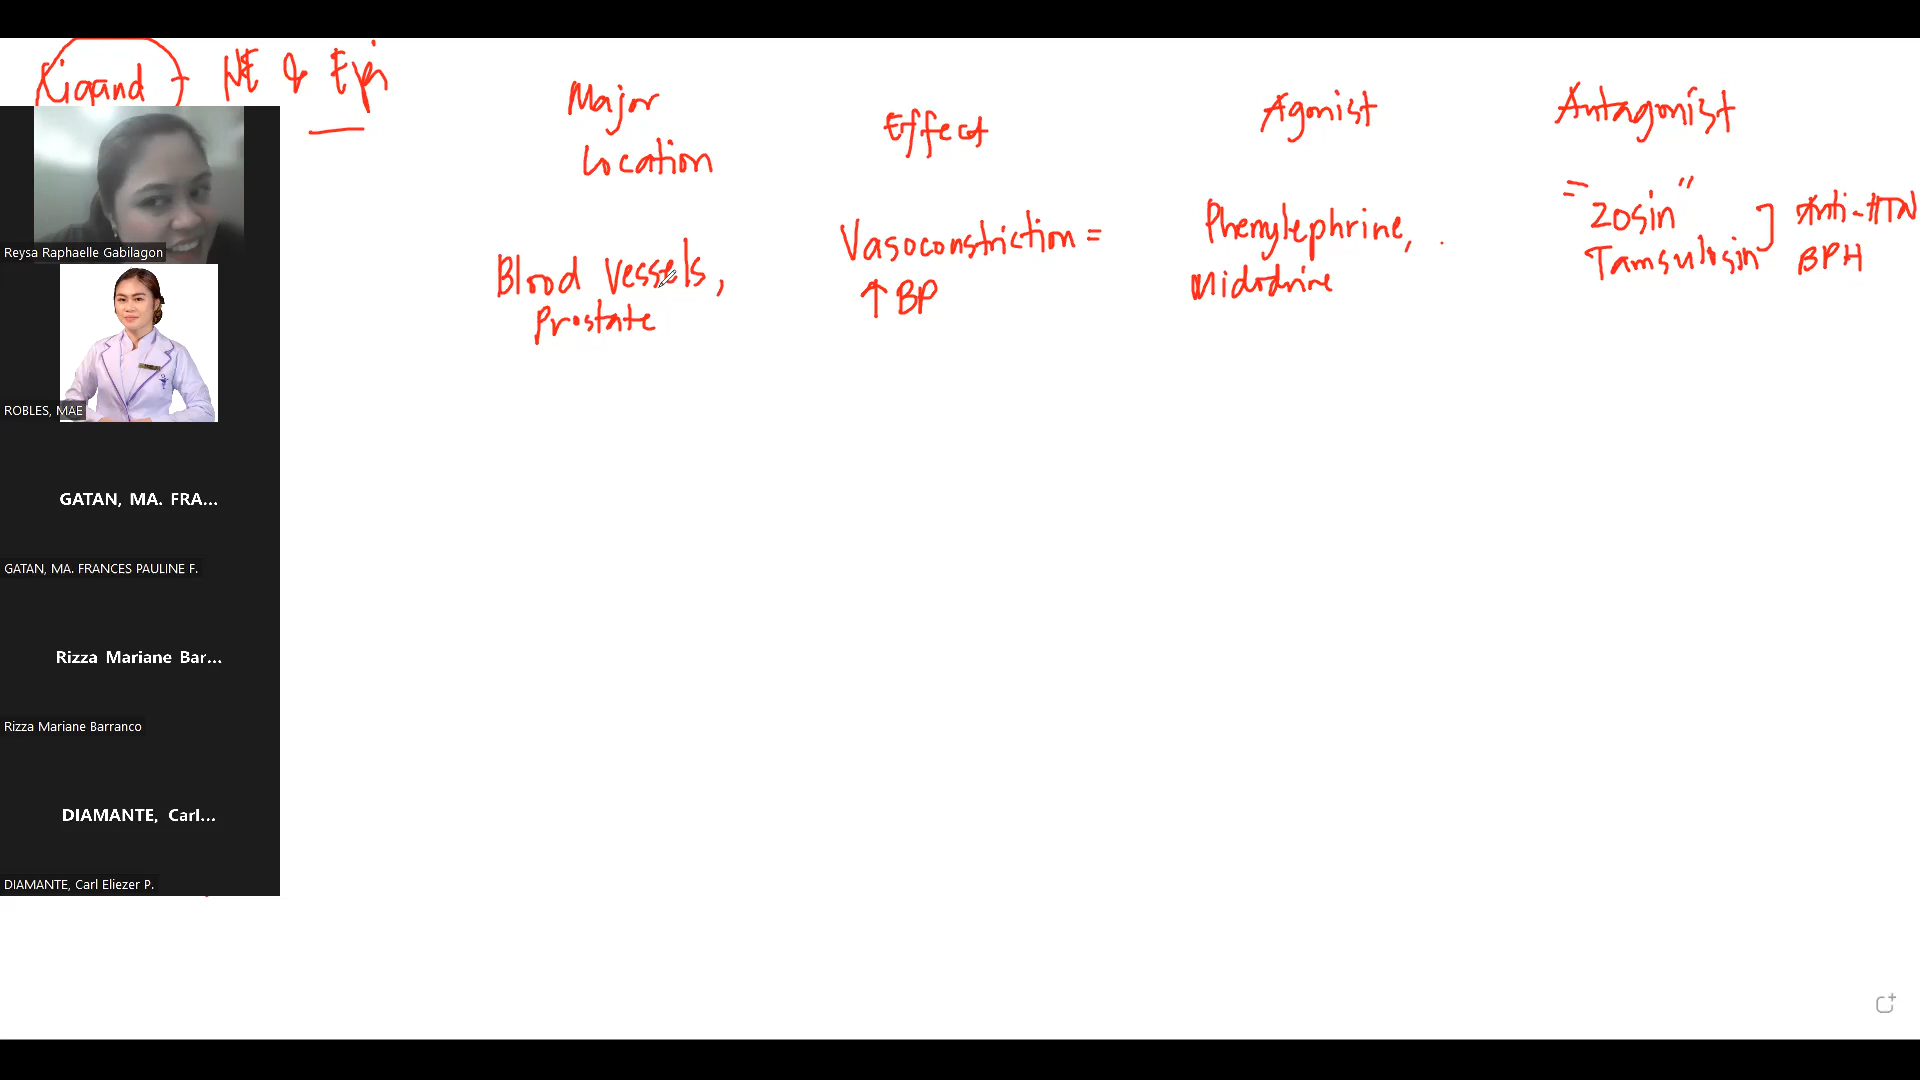 Ligand - NE & Epi
Major
Location
Effect
Agonist
Antagonist
Blood Vessels,
Prostate
Vasoconstriction =
↑ BP
Phenylephrine,
Midodrine
"Zosin"
Tamsulosin
Anti-HTN
BPH
Reysa Raphaelle Gabilagon
ROBLES, MAE
GATAN, MA. FRA...
GATAN, MA. FRANCES PAULINE F.
Rizza Mariane Bar...
Rizza Mariane Barranco
DIAMANTE, Carl...
DIAMANTE, Carl Eliezer P.